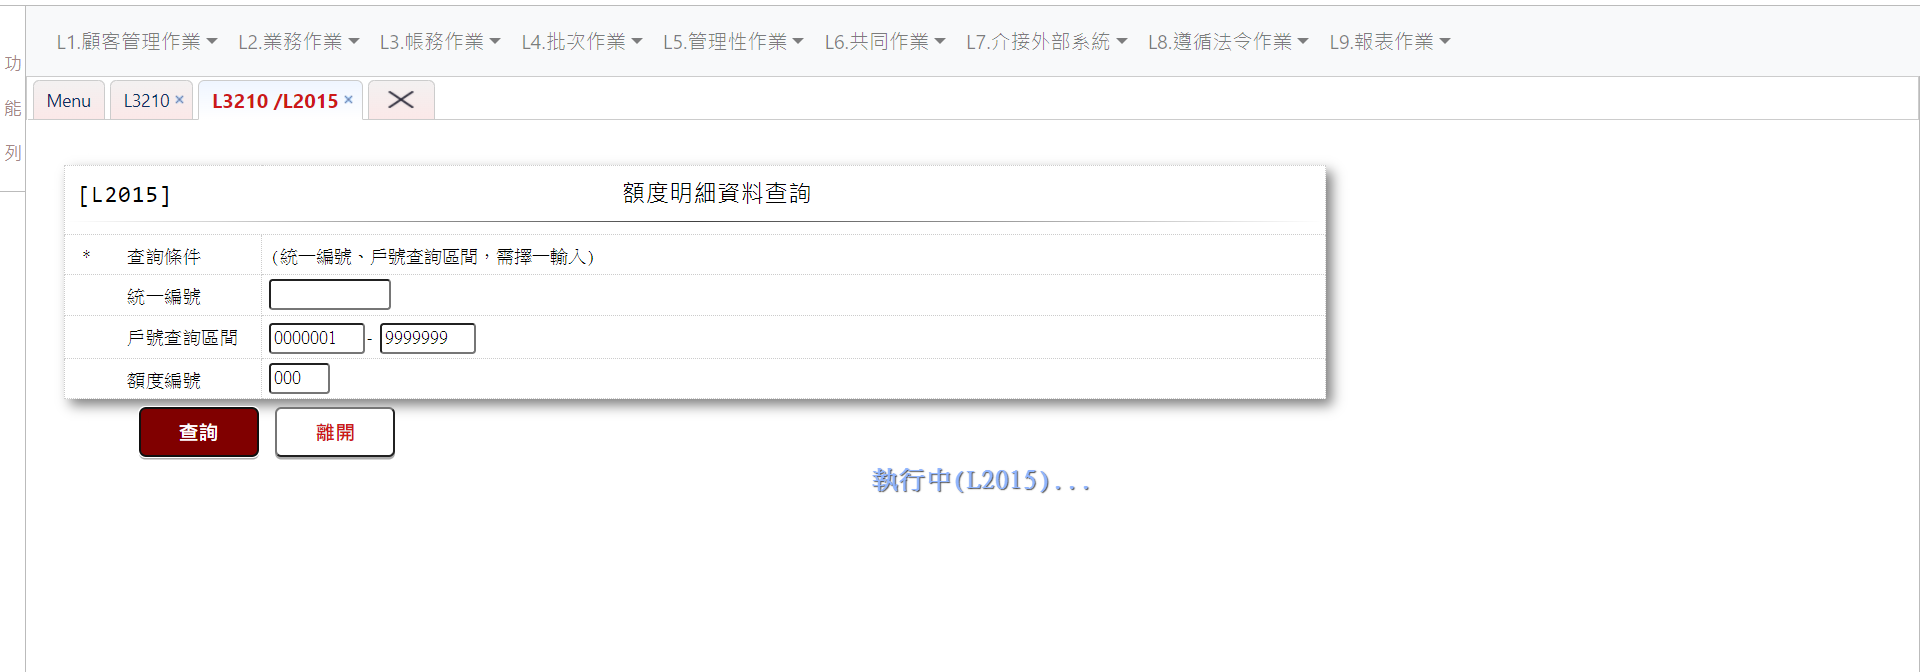 L1.顧客管理作業 L2.業務作業 L3.帳務作業 L4.批次作業 L5.管理性作業 L6.共同作業 L7.介接外部系統 L8.遵循法令作業 L9.報表作業
功
能
列
Menu L3210 × L3210 /L2015 ×
[L2015] 額度明細資料查詢
* 查詢條件 (統一編號、戶號查詢區間，需擇一輸入)
統一編號
戶號查詢區間 0000001 - 9999999
額度編號 000
查詢 離開
執行中(L2015)...